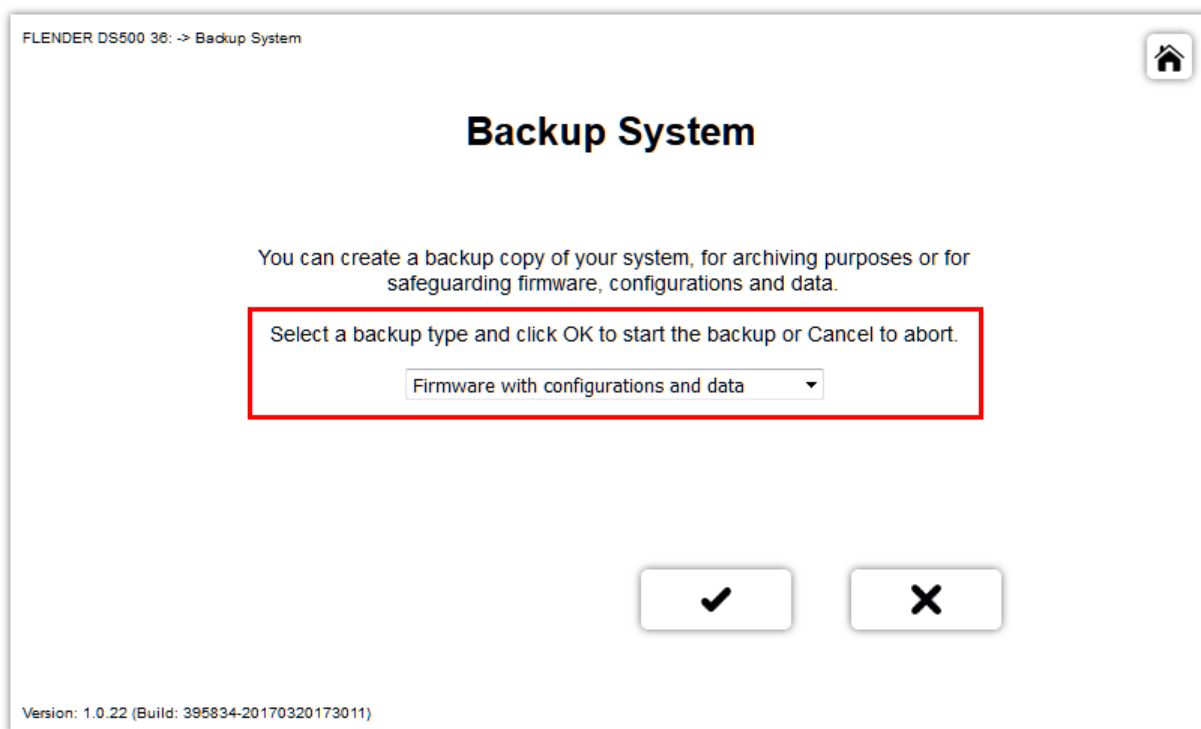 FLENDER DS500 36: -> Backup System
Backup System
You can create a backup copy of your system, for archiving purposes or for
safeguarding firmware, configurations and data.
Select a backup type and click OK to start the backup or Cancel to abort.
Firmware with configurations and data
Version: 1.0.22 (Build: 395834-20170320173011)